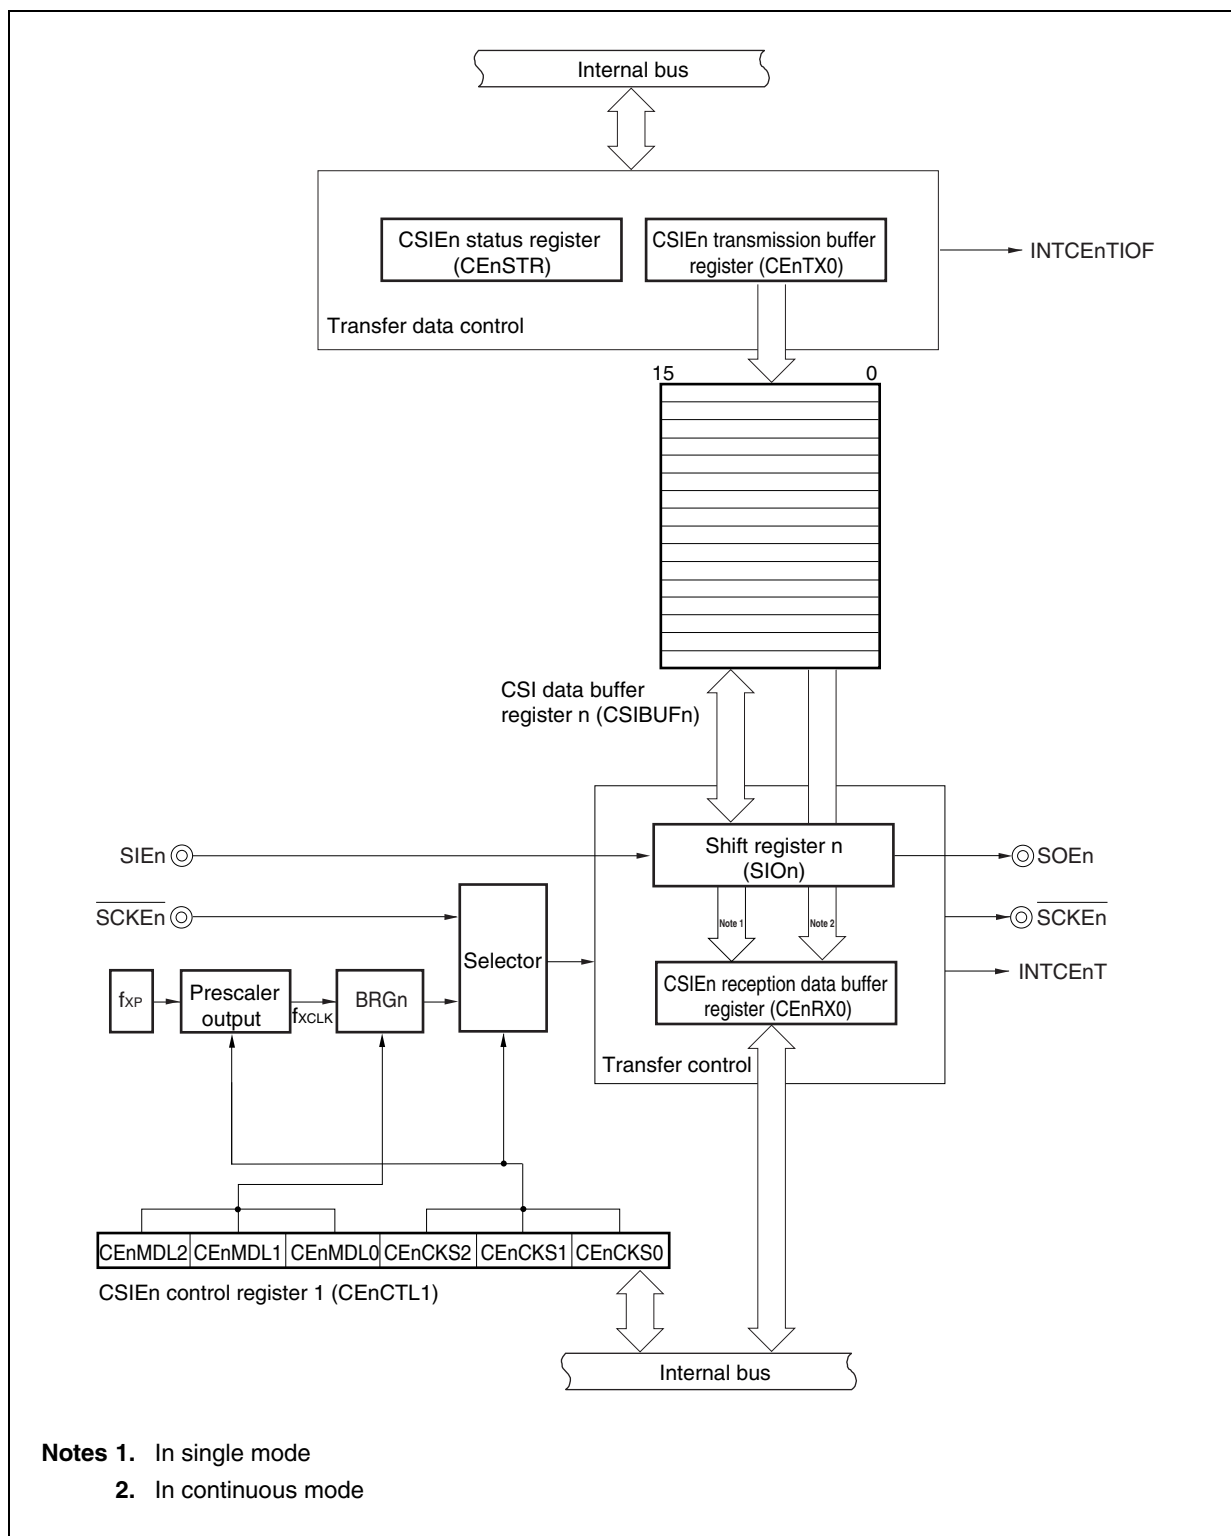 Internal bus
CSIEn status register
(CEnSTR)
CSIEn transmission buffer
register (CEnTX0)
INTCEnTIOF
Transfer data control
15
0
CSI data buffer
register n (CSIBUFn)
SIEn
Shift register n
(SIOn)
SOEn
SCKEn
SCKEn
Note 1
Note 2
Selector
INTCEnT
fXP
Prescaler
output
fXCLK
BRGn
CSIEn reception data buffer
register (CEnRX0)
Transfer control
CEnMDL2
CEnMDL1
CEnMDL0
CEnCKS2
CEnCKS1
CEnCKS0
CSIEn control register 1 (CEnCTL1)
Internal bus
Notes 1. In single mode
2. In continuous mode